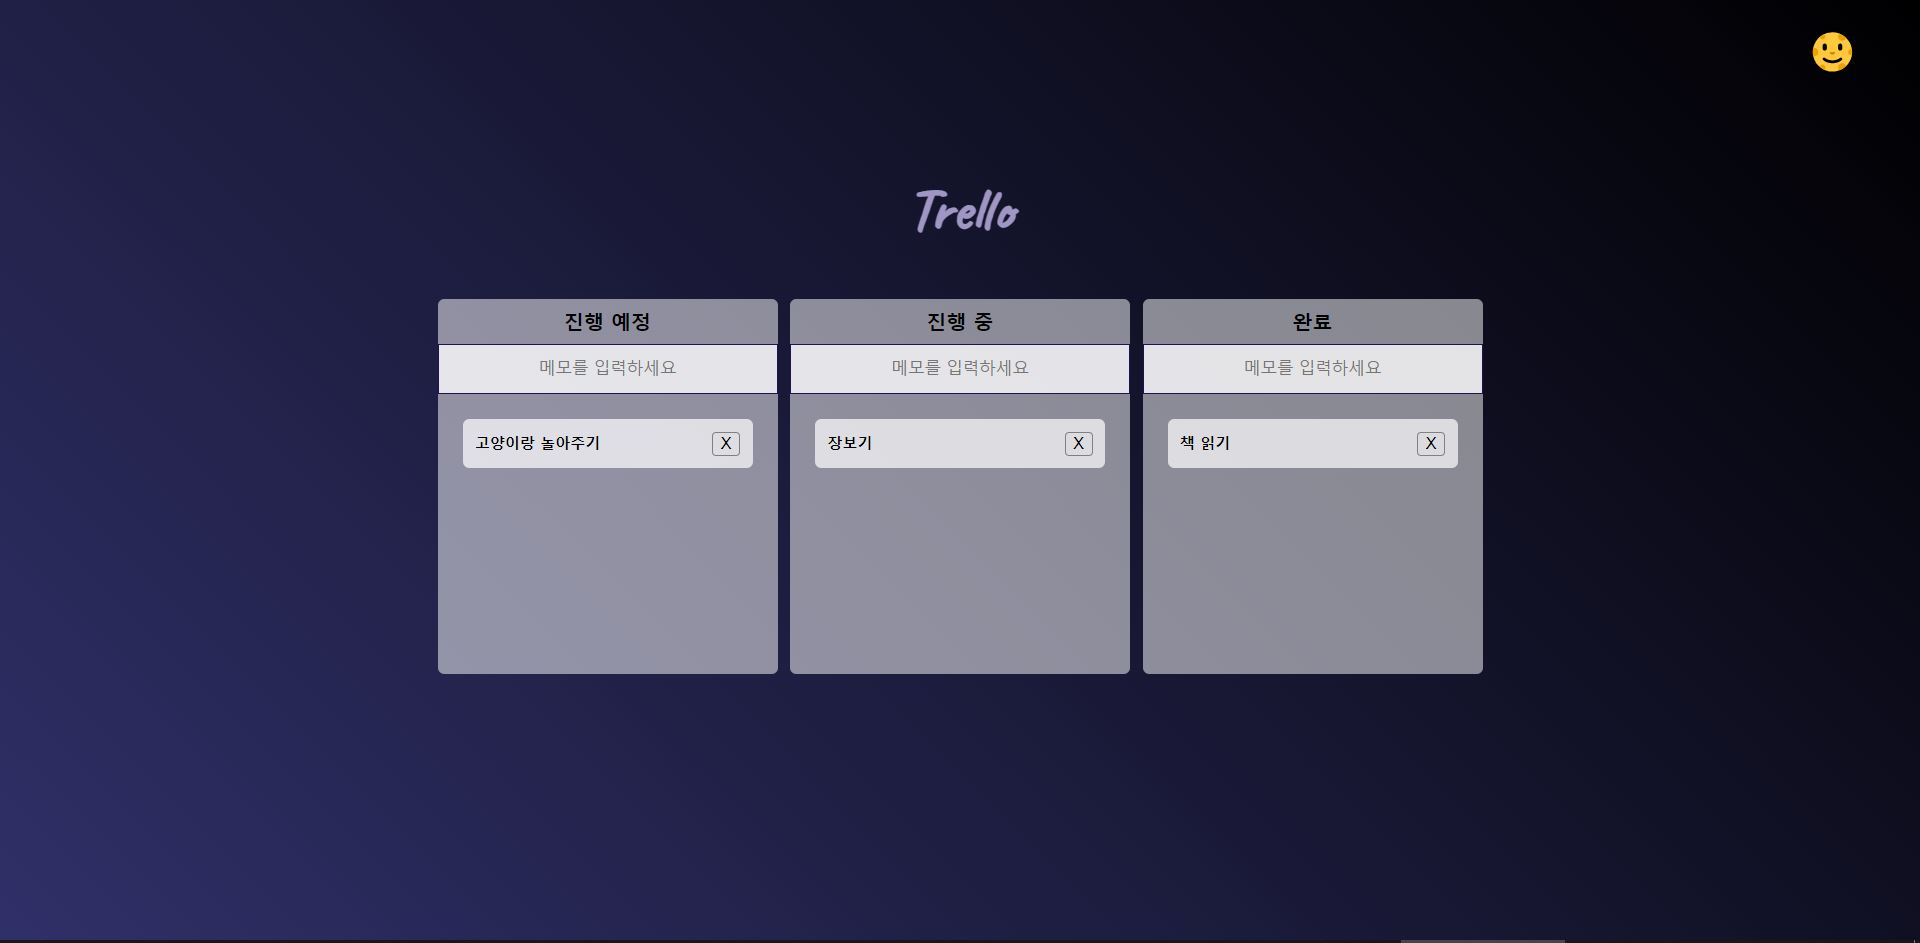 Trello
진행 예정
메모를 입력하세요
고양이랑 놀아주기 X
진행 중
메모를 입력하세요
장보기 X
완료
메모를 입력하세요
책 읽기 X